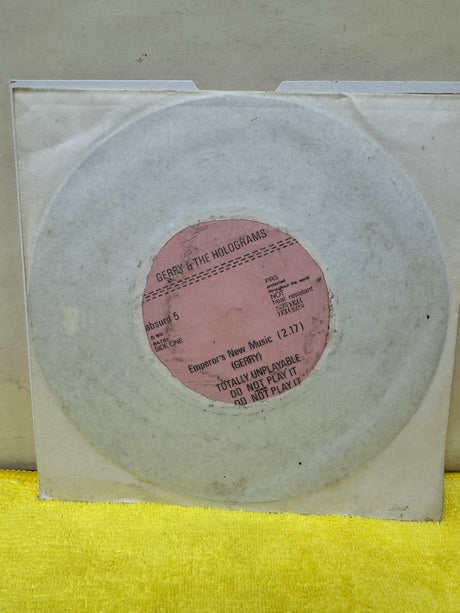 GERRY & THE HOLOGRAMS
PRS
NOT
heat resistant
absurd 5
SIDE ONE
Emperor's New Music (2.17)
(GERRY)
TOTALLY UNPLAYABLE
DO NOT PLAY IT
DO NOT PLAY IT